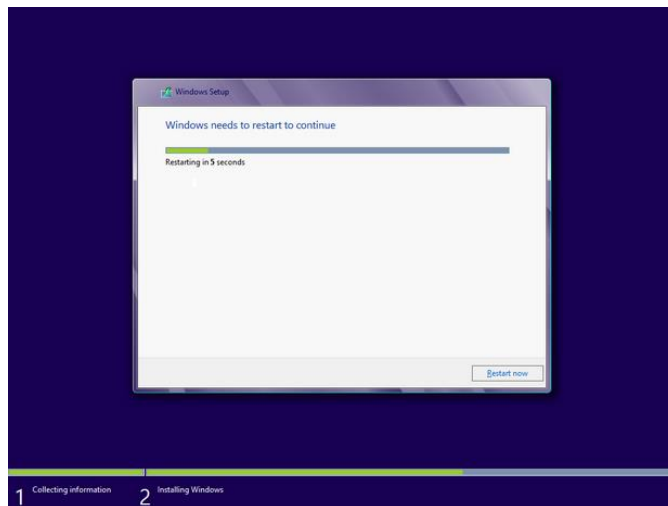 Windows Setup
Windows needs to restart to continue
Restarting in 5 seconds
Restart now
1 Collecting information
2 Installing Windows